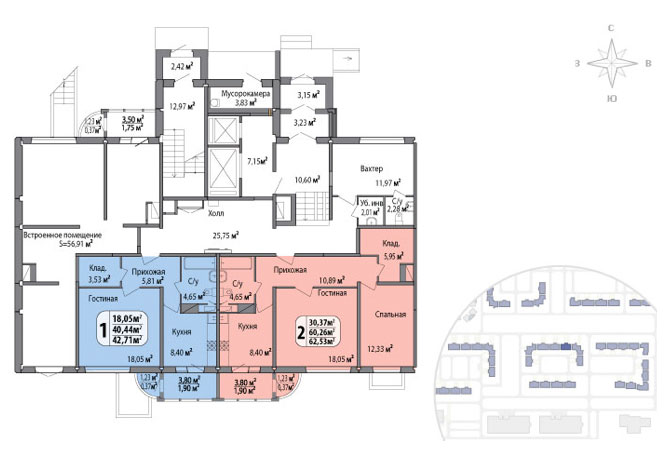 С
З
В
Ю
2,42 м²
12,97 м²
Мусорокамера
3,83 м²
3,15 м²
3,23 м²
1,23
0,37 м²
3,50 м²
1,75 м²
7,15 м²
10,60 м²
Вахтер
11,97 м²
Уб. инв
2,01 м²
С/у
2,28 м²
Холл
25,75 м²
Встроенное помещение
S=56,91 м²
Клад.
3,53 м²
Прихожая
5,81 м²
С/у
4,65 м²
С/у
4,65 м²
Прихожая
10,89 м²
Клад.
5,95 м²
Гостиная
1
18,05 м²
40,44 м²
42,71 м²
18,05 м²
Кухня
8,40 м²
Кухня
8,40 м²
Гостиная
2
30,37 м²
60,26 м²
62,53 м²
18,05 м²
Спальная
12,33 м²
1,23
0,37 м²
3,80 м²
1,90 м²
3,80 м²
1,90 м²
1,23
0,37 м²